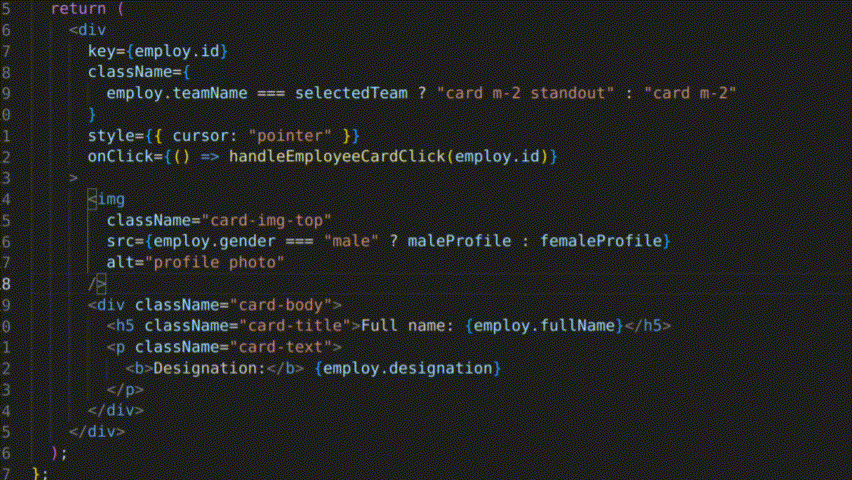 5 return (
6 <div
7 key={employ.id}
8 className={
9 employ.teamName === selectedTeam ? "card m-2 standout" : "card m-2"
0 }
1 style={{ cursor: "pointer" }}
2 onClick={() => handleEmployeeCardClick(employ.id)}
3 >
4 <img
5 className="card-img-top"
6 src={employ.gender === "male" ? maleProfile : femaleProfile}
7 alt="profile photo"
8 />
9 <div className="card-body">
0 <h5 className="card-title">Full name: {employ.fullName}</h5>
1 <p className="card-text">
2 <b>Designation:</b> {employ.designation}
3 </p>
4 </div>
5 </div>
6 );
7 };